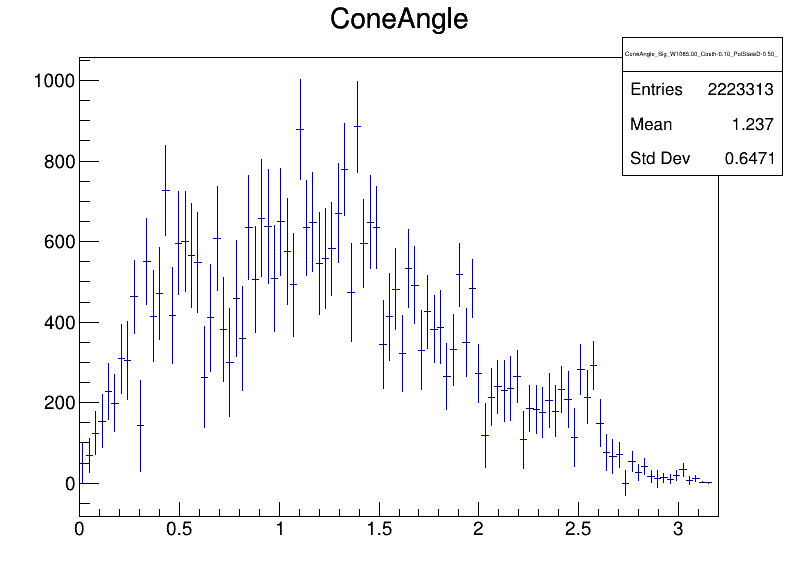 ConeAngle
ConeAngle_Sig_W1085.00_Costh-0.10_PolStateD-0.50_
Entries 2223313
Mean 1.237
Std Dev 0.6471
1000
800
600
400
200
0
0 0.5 1 1.5 2 2.5 3